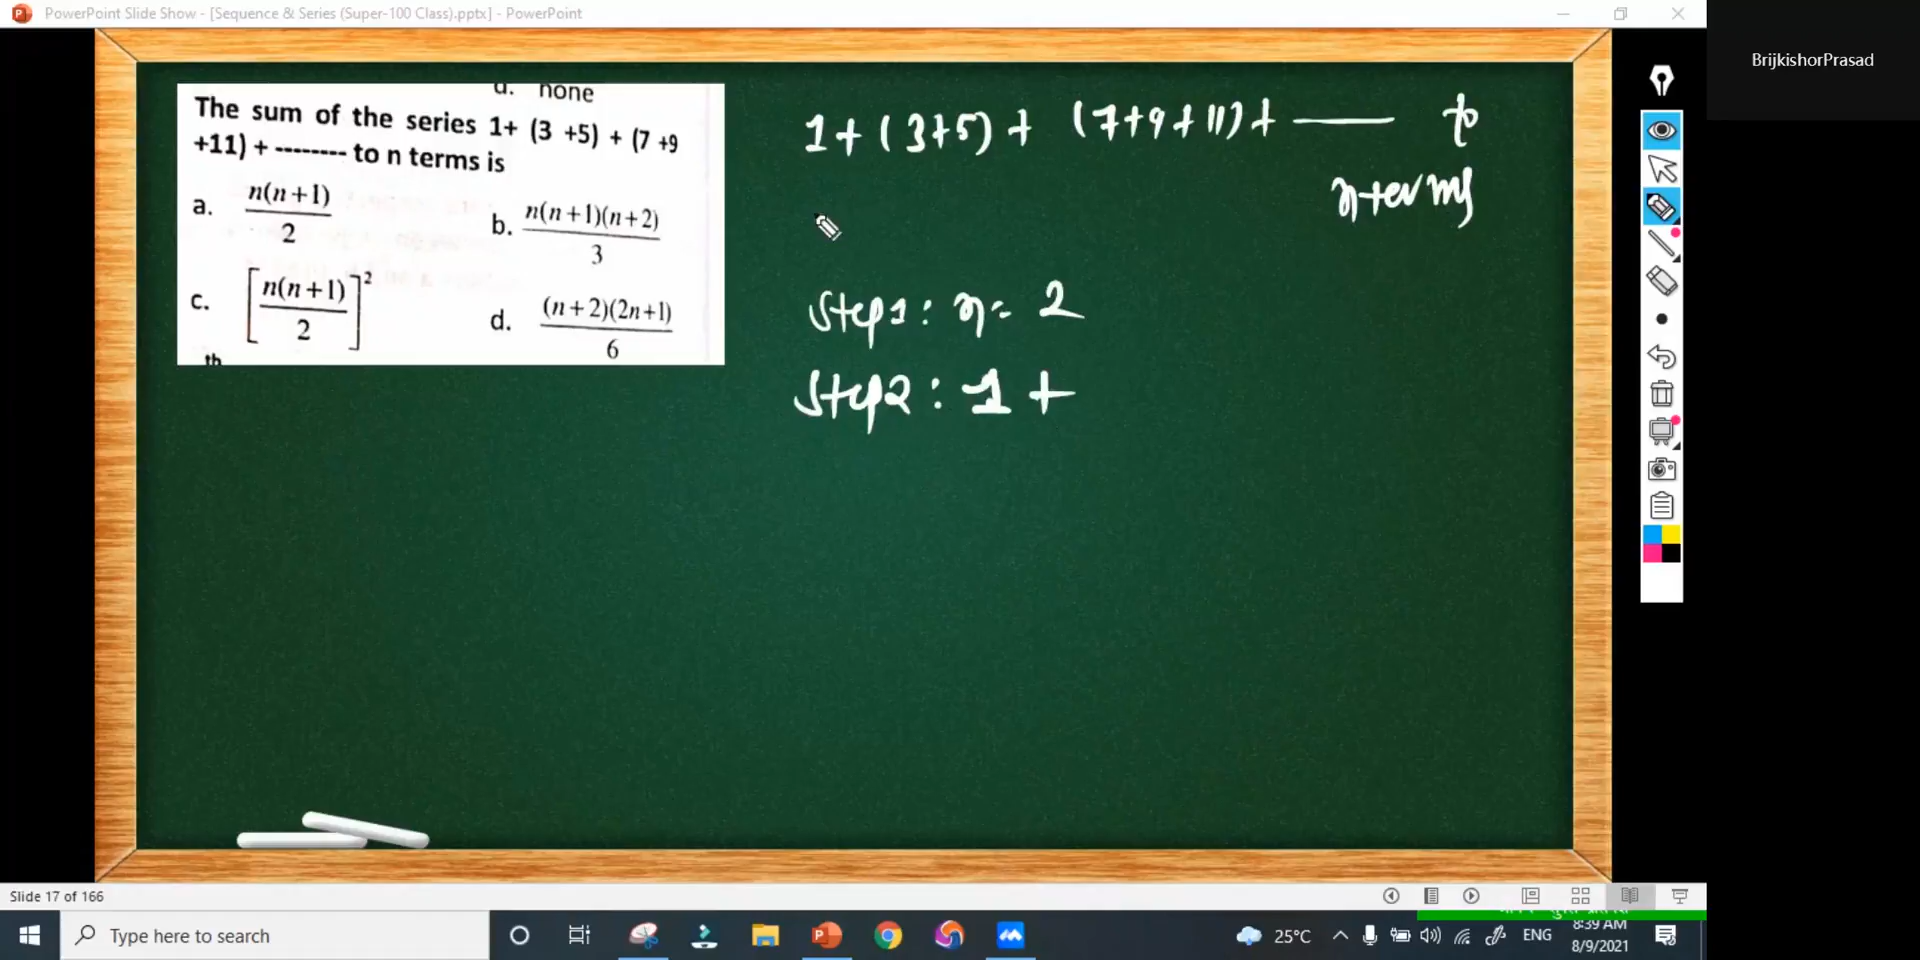 PowerPoint Slide Show - [Sequence & Series (Super-100 Class).pptx] - PowerPoint
BrijkishorPrasad
d. none
The sum of the series 1+ (3 +5) + (7 +9
+11) + -------- to n terms is
a. n(n+1)/2
b. n(n+1)(n+2)/3
c. [n(n+1)/2]²
d. (n+2)(2n+1)/6
th
1 + (3+5) + (7+9+11) + —— to
n terms
Step1 : n = 2
Step2 : 1 +
Slide 17 of 166
Type here to search
25°C
ENG
8:39 AM
8/9/2021